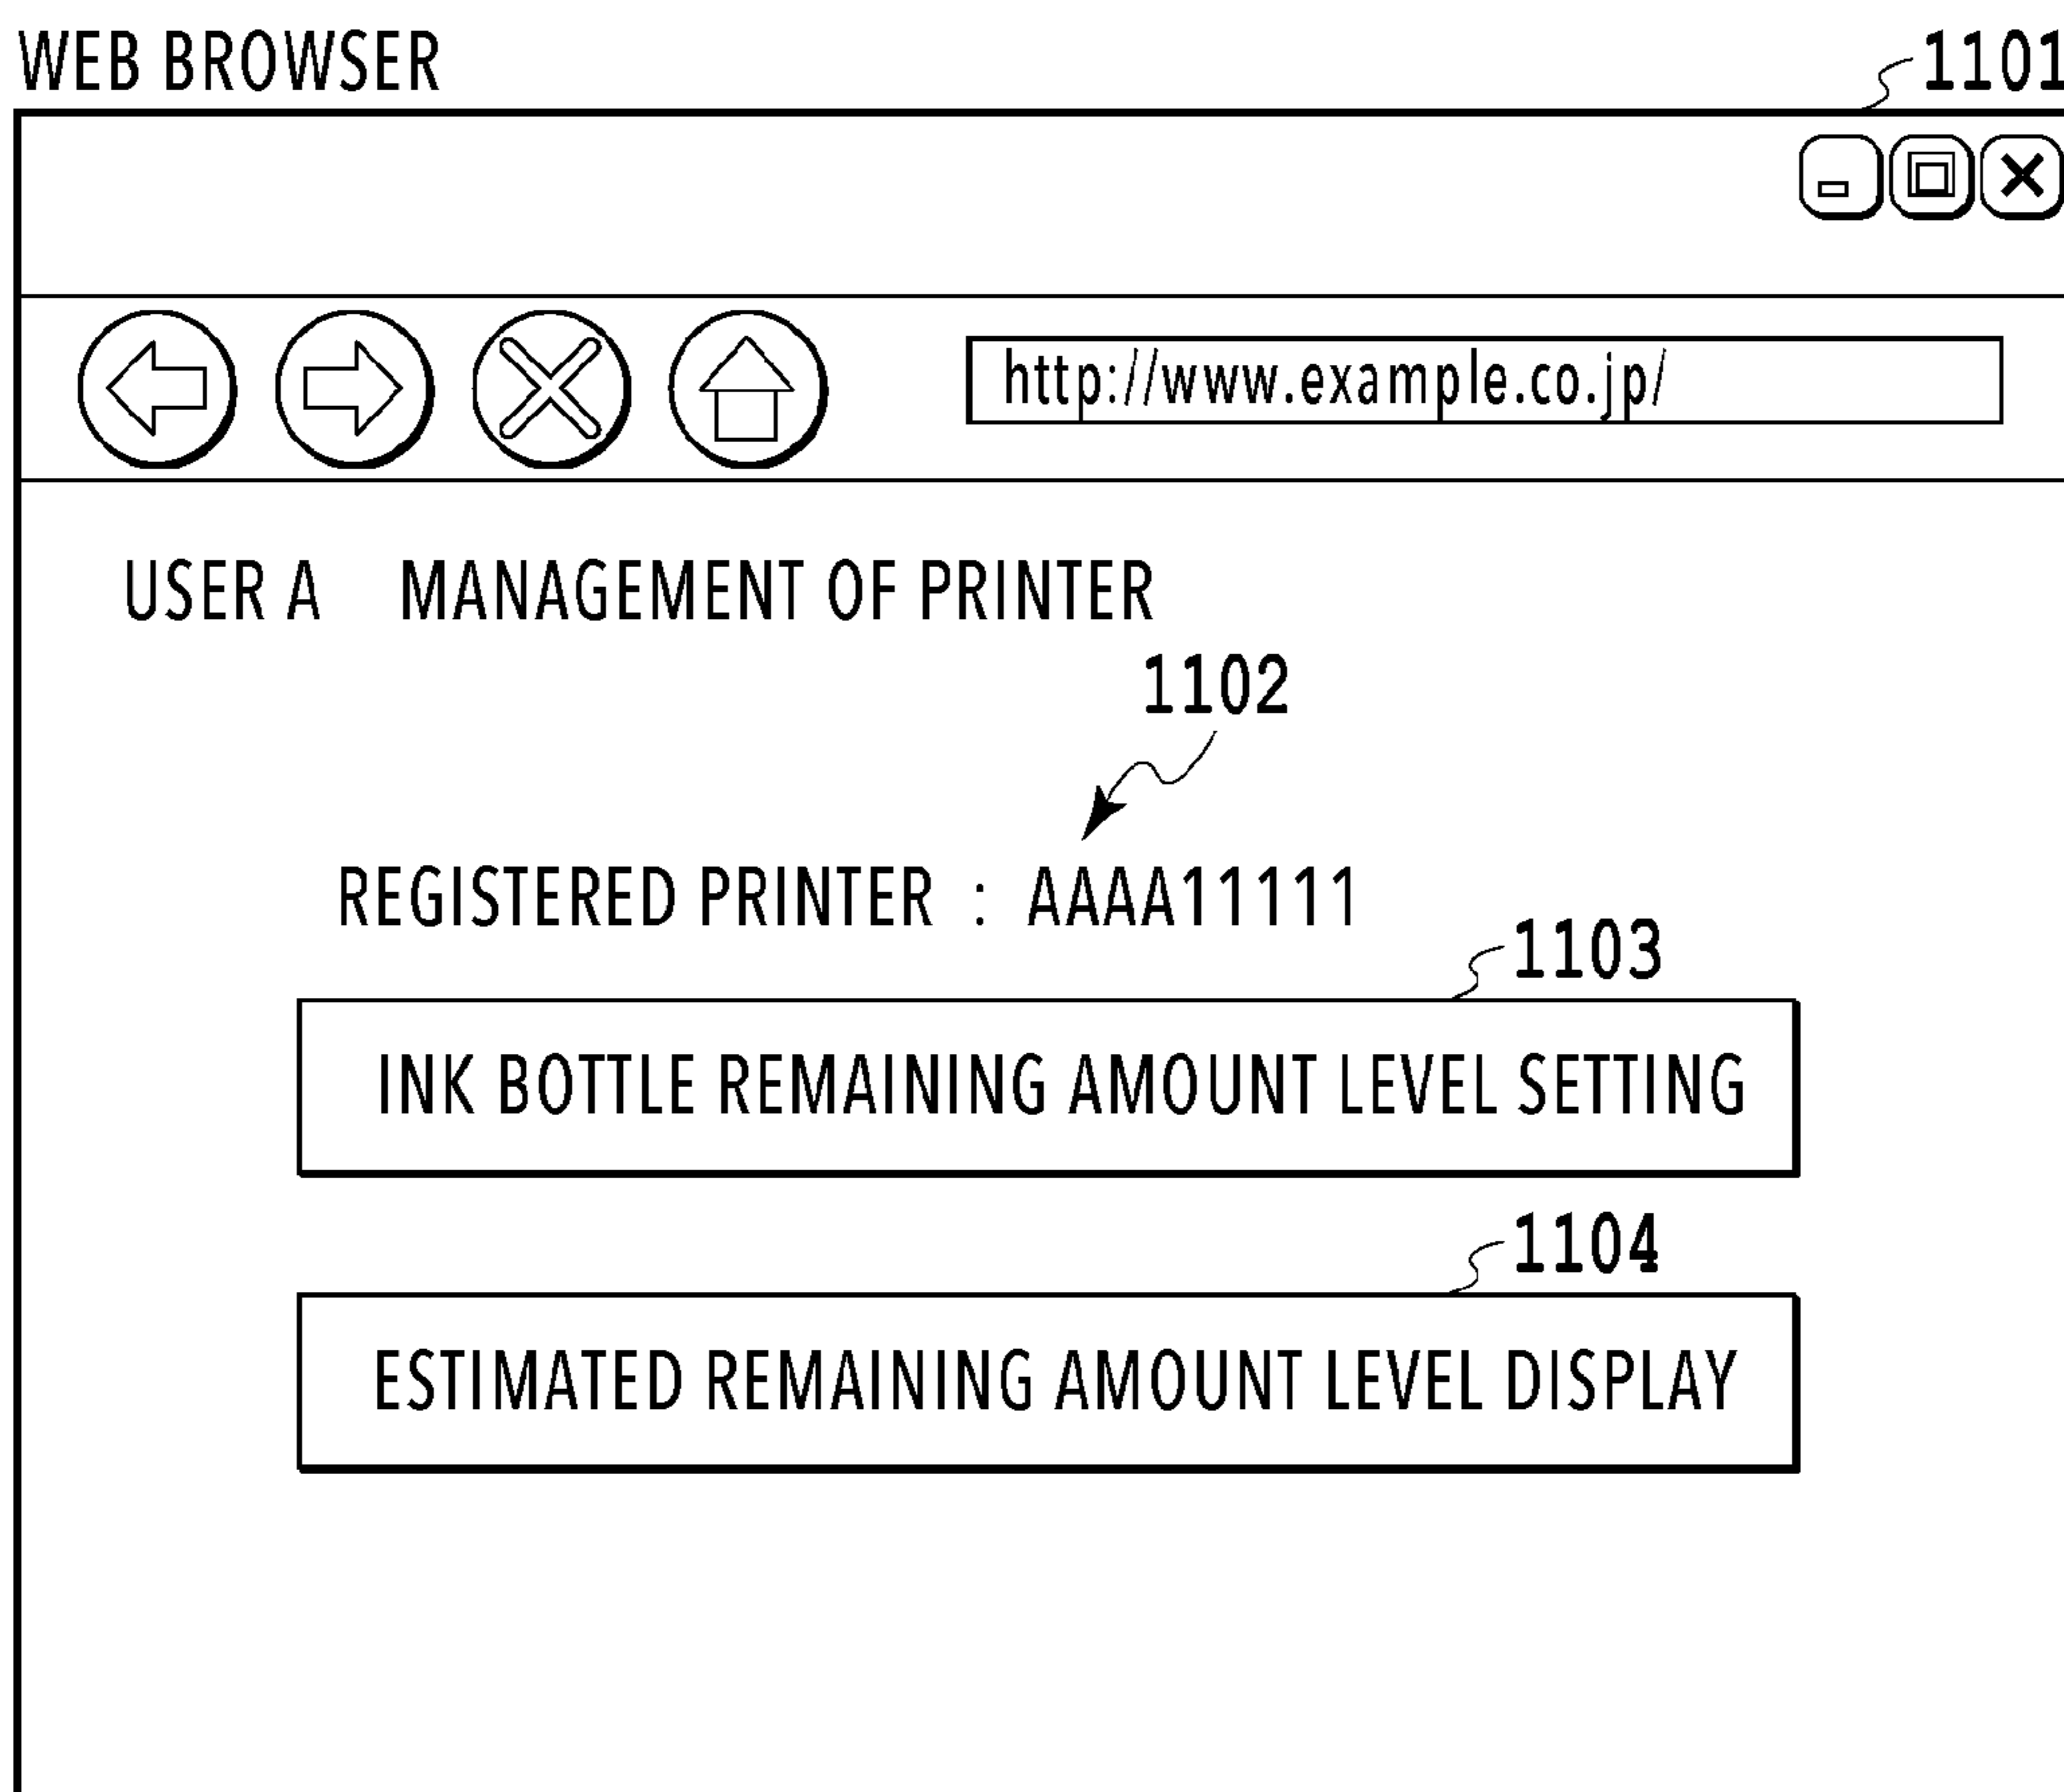 WEB BROWSER
1101
http://www.example.co.jp/
USER A MANAGEMENT OF PRINTER
1102
REGISTERED PRINTER : AAAA11111
1103
INK BOTTLE REMAINING AMOUNT LEVEL SETTING
1104
ESTIMATED REMAINING AMOUNT LEVEL DISPLAY